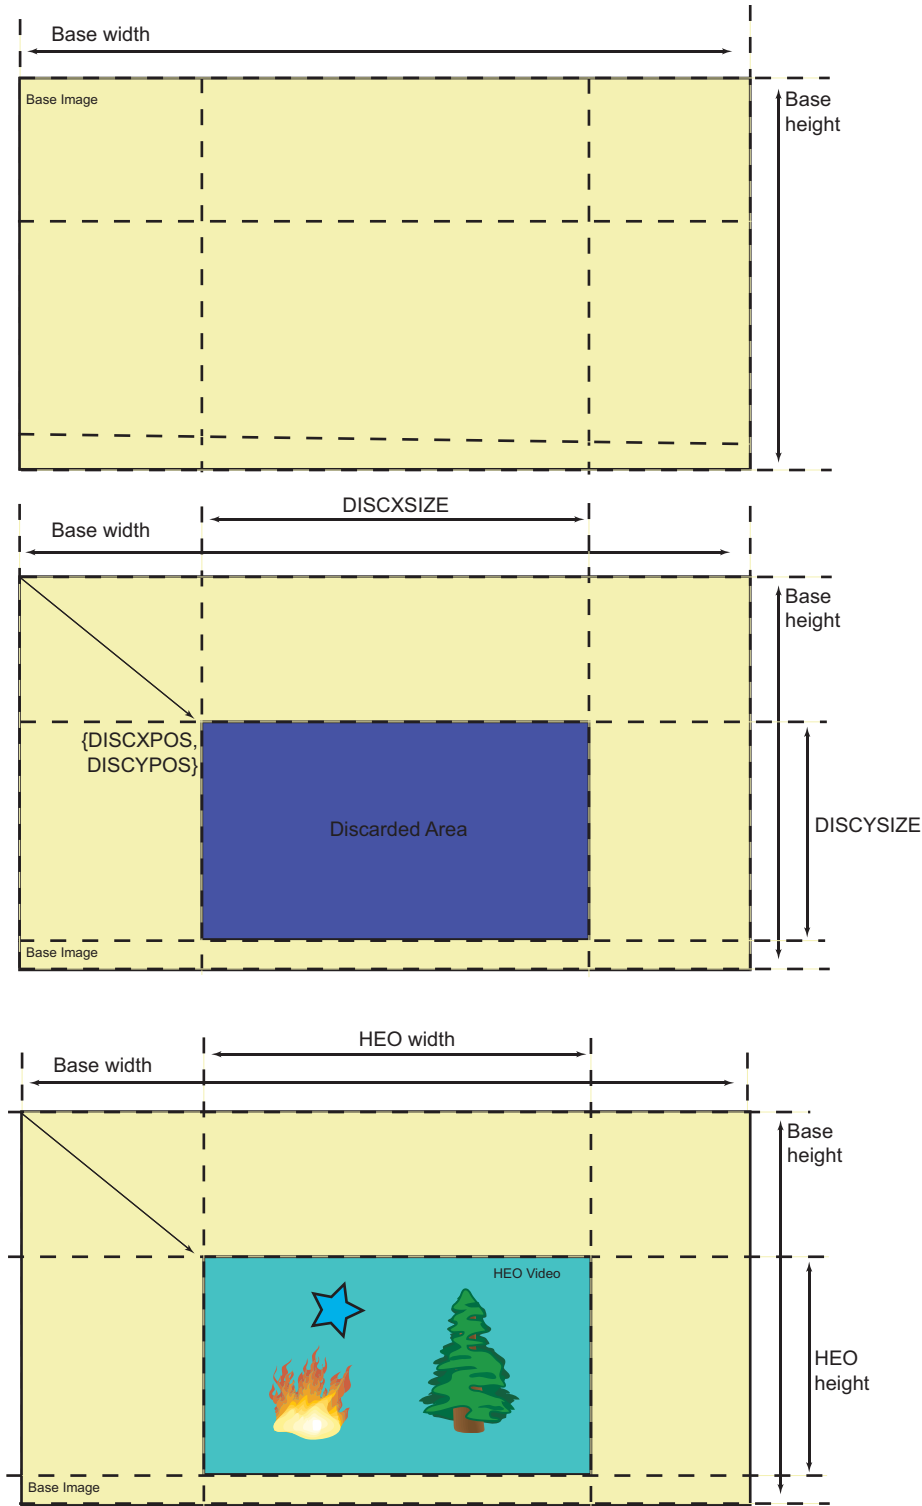 Base width
Base Image
Base
height
DISCXSIZE
Base width
Base
height
{DISCXPOS,
DISCYPOS}
Discarded Area
DISCYSIZE
Base Image
HEO width
Base width
Base
height
HEO Video
HEO
height
Base Image